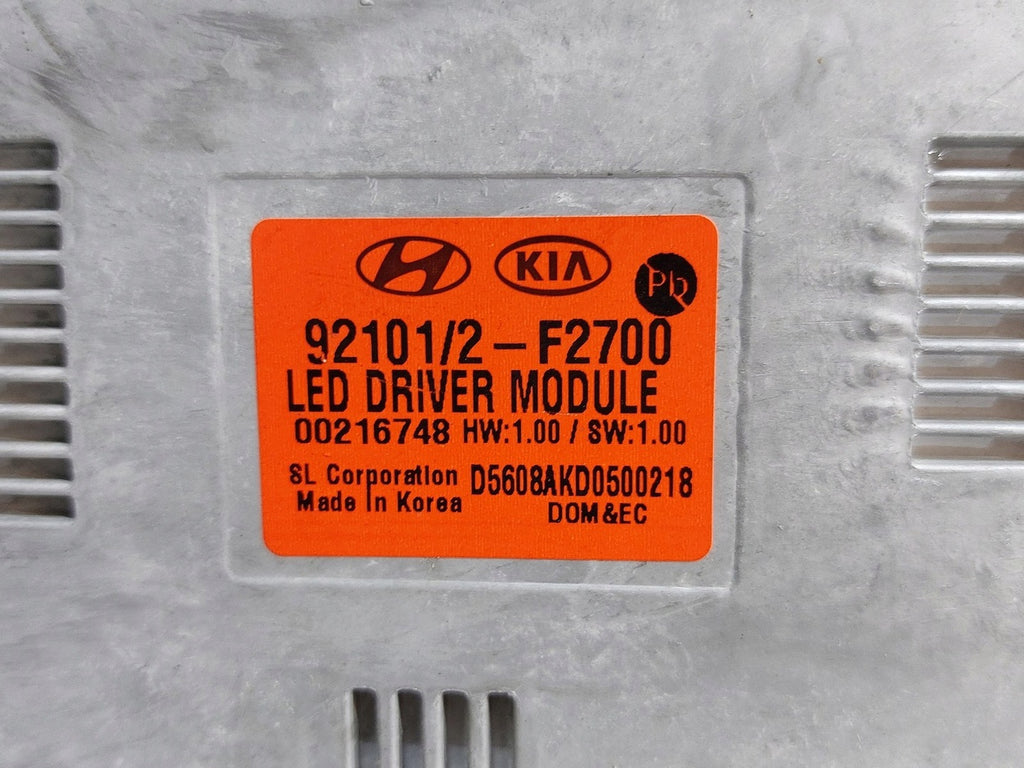 KIA Pb
92101/2-F2700
LED DRIVER MODULE
00216748 HW:1.00 / SW:1.00
SL Corporation D5608AKD0500218
Made In Korea DOM&EC